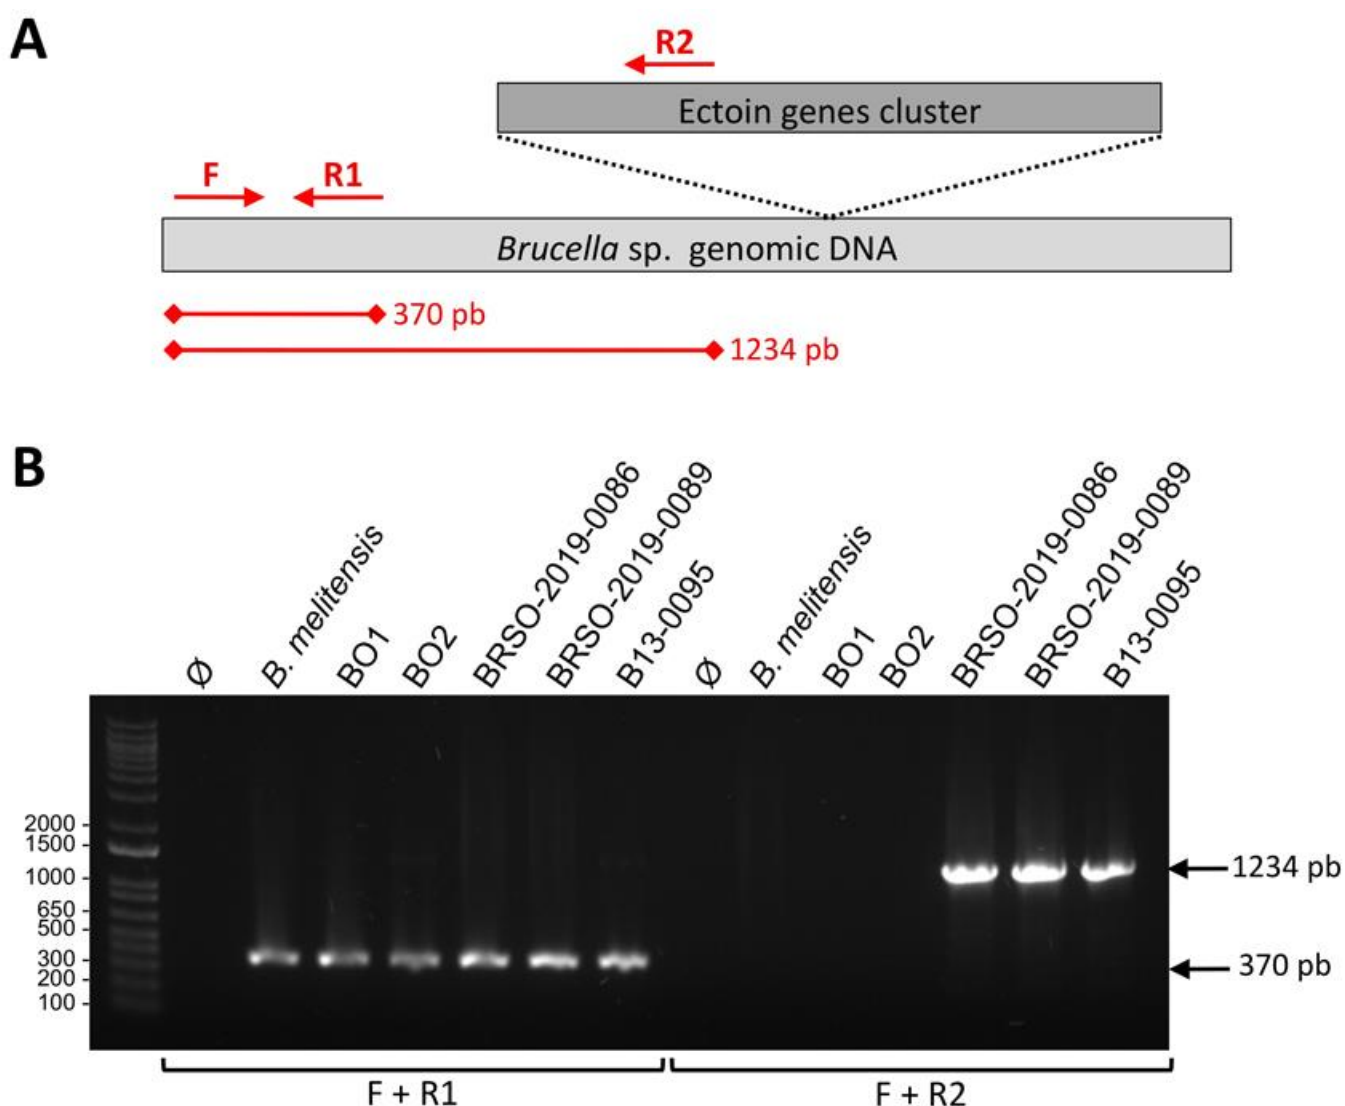 A
R2
Ectoin genes cluster
F
R1
Brucella sp. genomic DNA
370 pb
1234 pb
B
Ø
B. melitensis
BO1
BO2
BRSO-2019-0086
BRSO-2019-0089
B13-0095
Ø
B. melitensis
BO1
BO2
BRSO-2019-0086
BRSO-2019-0089
B13-0095
2000
1500
1000
650
500
300
200
100
1234 pb
370 pb
F + R1
F + R2